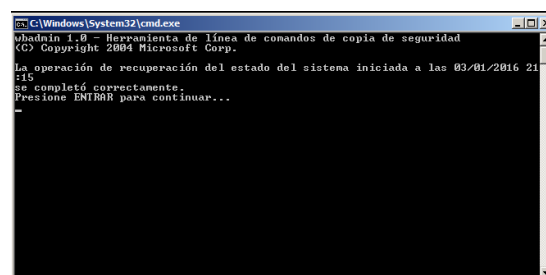 C:\Windows\System32\cmd.exe
wbadmin 1.0 - Herramienta de línea de comandos de copia de seguridad
(C) Copyright 2004 Microsoft Corp.
La operación de recuperación del estado del sistema iniciada a las 03/01/2016 21
:15
se completó correctamente.
Presione ENTRAR para continuar...